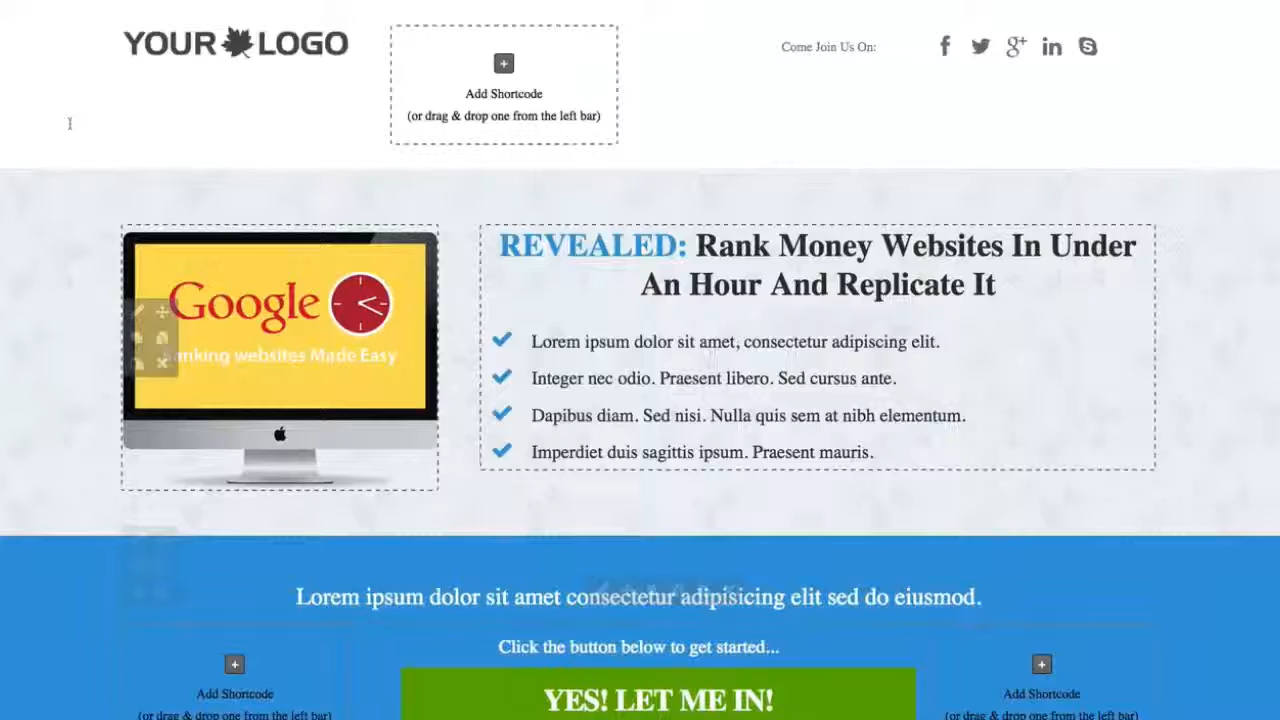 YOUR LOGO
Add Shortcode
(or drag & drop one from the left bar)
Come Join Us On:
Google
anking websites Made Easy
REVEALED: Rank Money Websites In Under
An Hour And Replicate It
Lorem ipsum dolor sit amet, consectetur adipiscing elit.
Integer nec odio. Praesent libero. Sed cursus ante.
Dapibus diam. Sed nisi. Nulla quis sem at nibh elementum.
Imperdiet duis sagittis ipsum. Praesent mauris.
Lorem ipsum dolor sit amet consectetur adipisicing elit sed do eiusmod.
Click the button below to get started...
YES! LET ME IN!
Add Shortcode
(or drag & drop one from the left bar)
Add Shortcode
(or drag & drop one from the left bar)